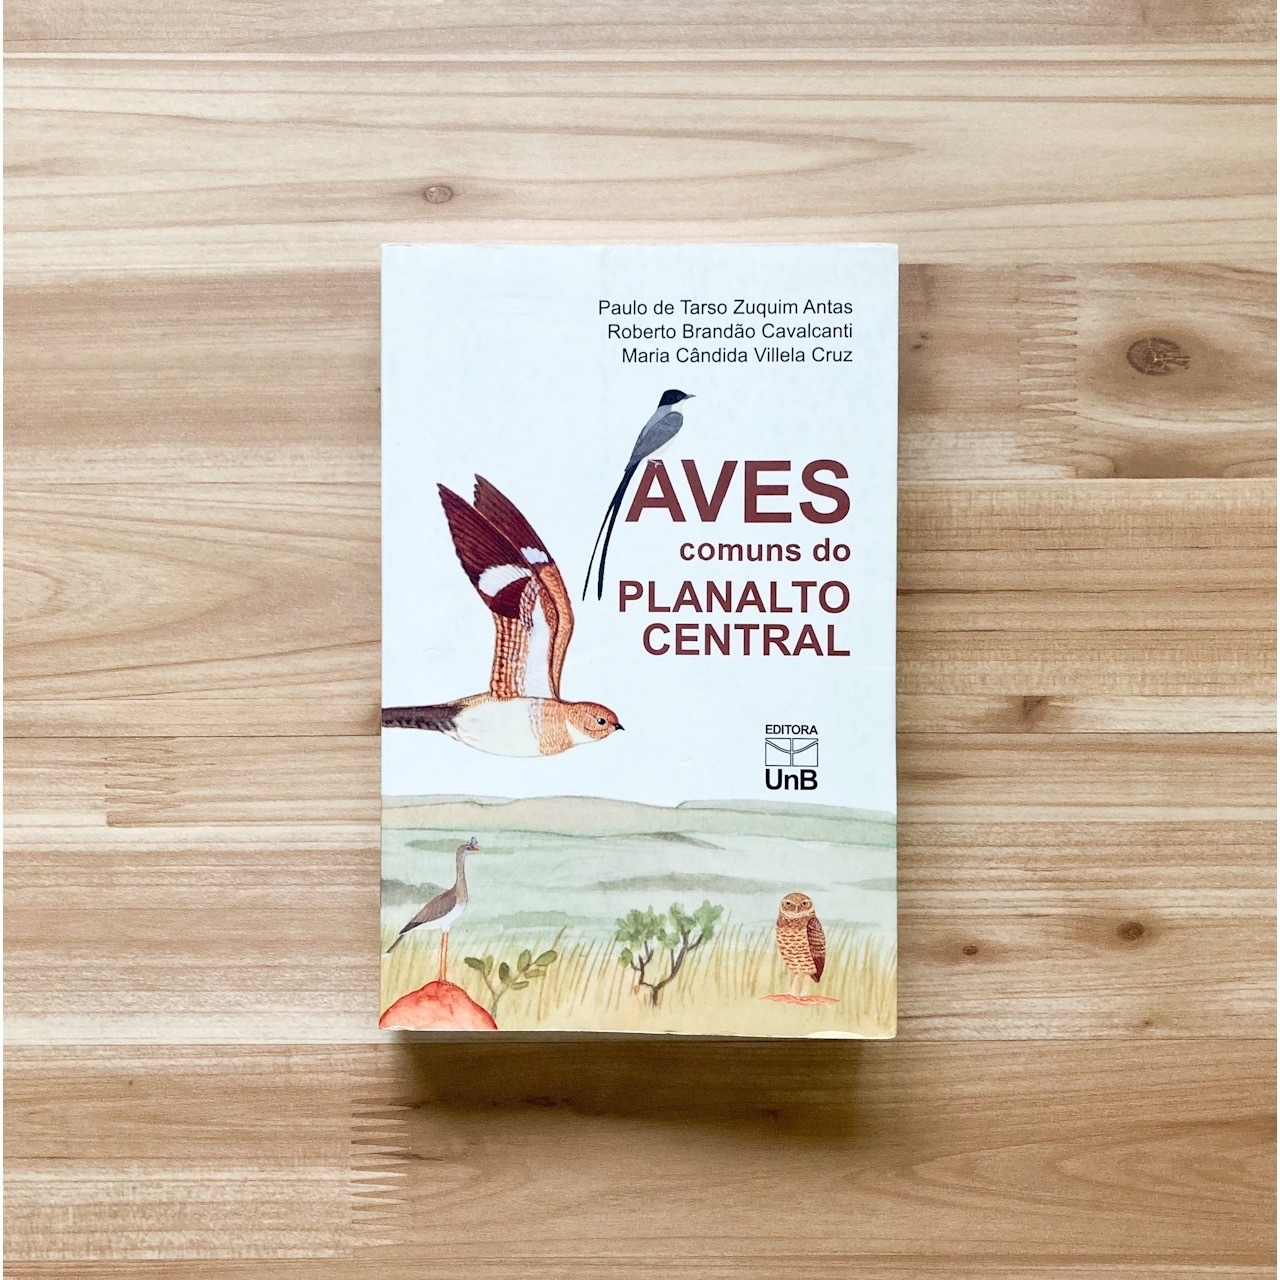 Paulo de Tarso Zuquim Antas
Roberto Brandão Cavalcanti
Maria Cândida Villela Cruz
AVES
comuns do
PLANALTO
CENTRAL
EDITORA
UnB